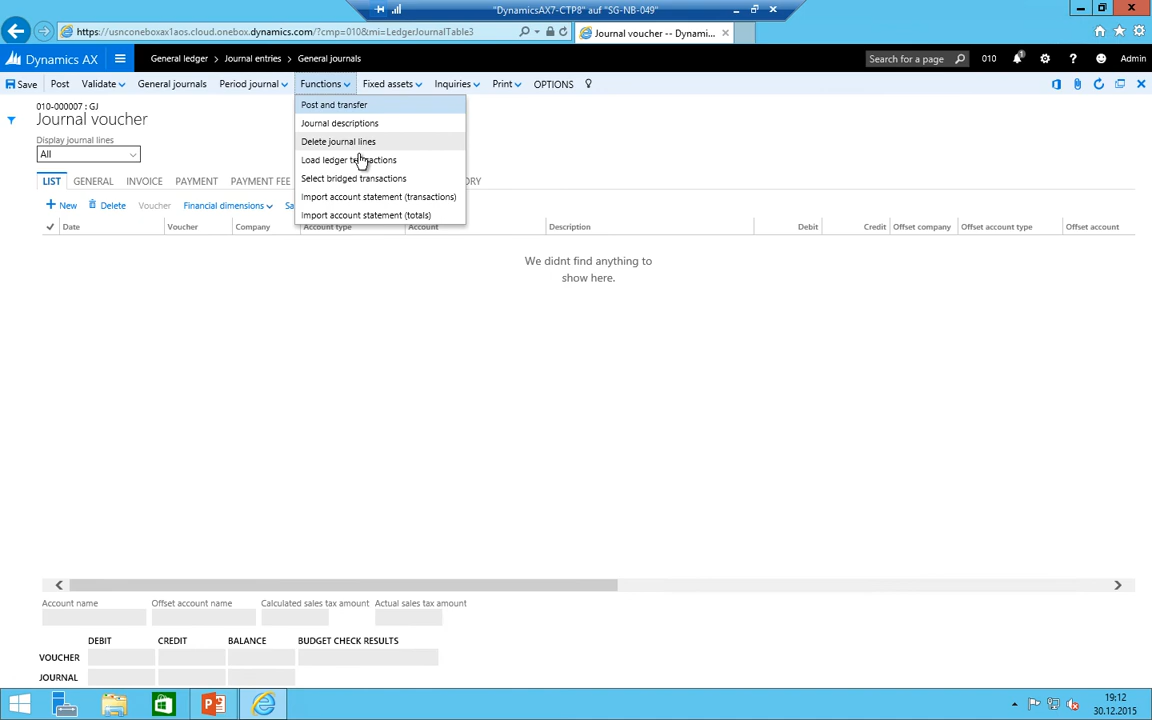 "DynamicsAX7-CTP8" auf "SG-NB-049"
https://usnconeboxax1aos.cloud.onebox.dynamics.com/?cmp=010&mi=LedgerJournalTable3
Journal voucher -- Dynami...
Dynamics AX
General ledger > Journal entries > General journals
Search for a page
010
1
Admin
Save
Post
Validate
General journals
Period journal
Functions
Fixed assets
Inquiries
Print
OPTIONS
Post and transfer
Journal descriptions
Delete journal lines
Load ledger transactions
Select bridged transactions
Import account statement (transactions)
Import account statement (totals)
010-000007 : GJ
Journal voucher
Display journal lines
All
LIST
GENERAL
INVOICE
PAYMENT
PAYMENT FEE
New
Delete
Voucher
Financial dimensions
Date
Voucher
Company
Account type
Account
Description
Debit
Credit
Offset company
Offset account type
Offset account
We didnt find anything to
show here.
Account name
Offset account name
Calculated sales tax amount
Actual sales tax amount
DEBIT
CREDIT
BALANCE
BUDGET CHECK RESULTS
VOUCHER
JOURNAL
19:12
30.12.2015